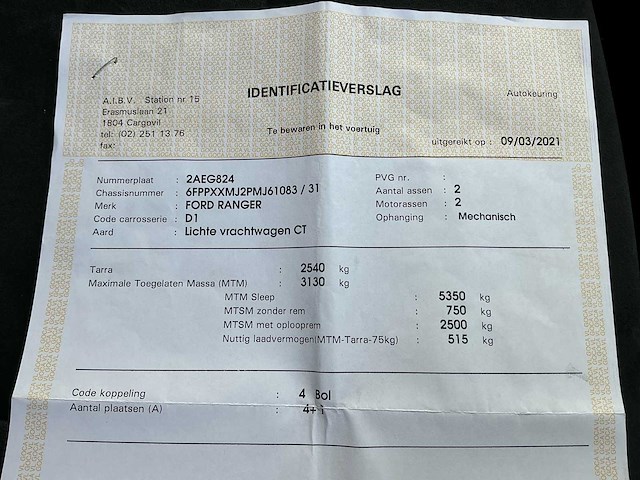 IDENTIFICATIEVERSLAG
Autokeuring
A.I.B.V. Station nr 15
Erasmuslaan 21
1804 Cargovil
tel: (02) 251 13 76
fax:
Te bewaren in het voertuig
uitgereikt op : 09/03/2021
Nummerplaat : 2AEG824
Chassisnummer : 6FPPXXMJ2PMJ61083 / 31
Merk : FORD RANGER
Code carrosserie : D1
Aard : Lichte vrachtwagen CT
PVG nr. :
Aantal assen : 2
Motorassen : 2
Ophanging : Mechanisch
Tarra : 2540 kg
Maximale Toegelaten Massa (MTM) : 3130 kg
MTM Sleep : 5350 kg
MTSM zonder rem : 750 kg
MTSM met oplooprem : 2500 kg
Nuttig laadvermogen(MTM-Tarra-75kg) : 515 kg
Code koppeling : 4 Bol
Aantal plaatsen (A) : 4+1